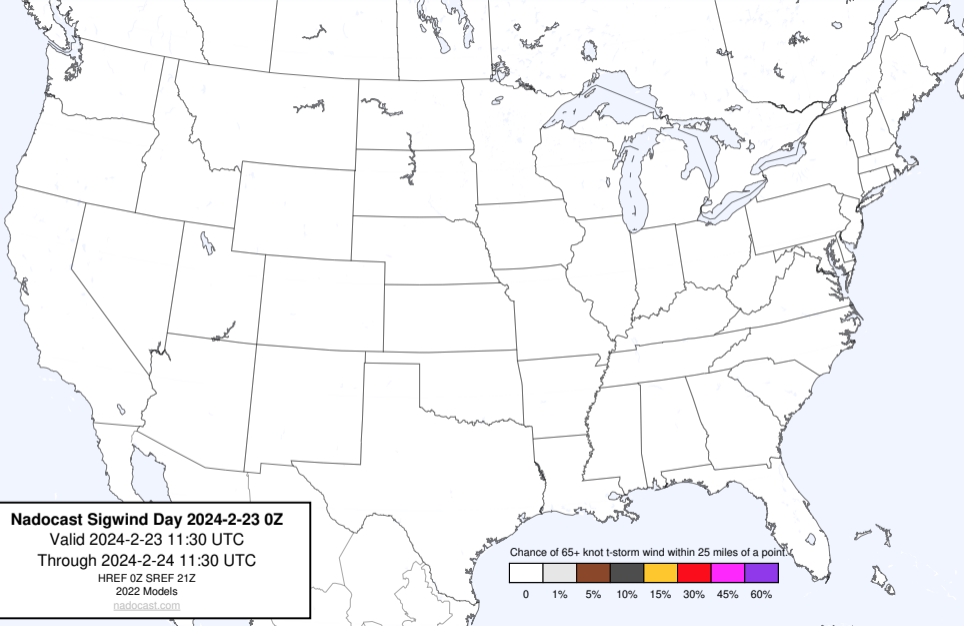 Nadocast Sigwind Day 2024-2-23 0Z
Valid 2024-2-23 11:30 UTC
Through 2024-2-24 11:30 UTC
HREF 0Z SREF 21Z
2022 Models
nadocast.com
Chance of 65+ knot t-storm wind within 25 miles of a point.
0 1% 5% 10% 15% 30% 45% 60%